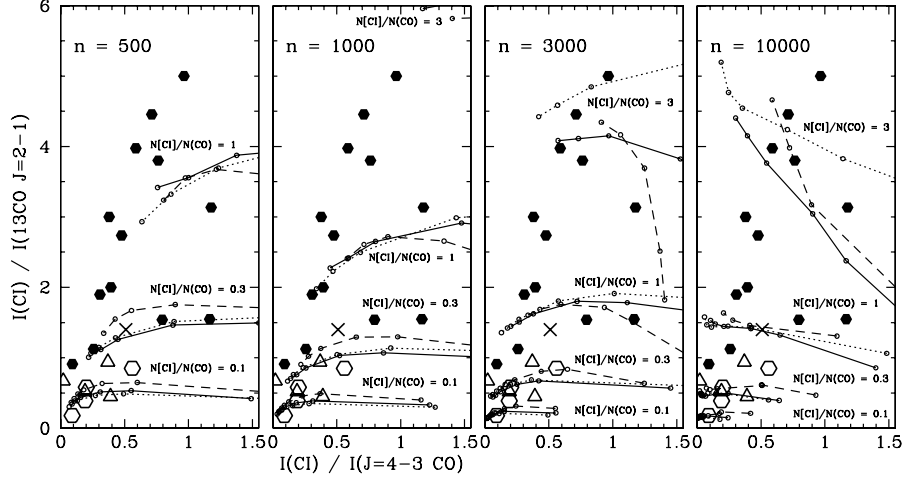 I(CI) / I(13CO J=2−1)
6
4
2
0
n = 500
N[CI]/N(CO) = 1
N[CI]/N(CO) = 0.3
N[CI]/N(CO) = 0.1
0 0.5 1 1.5
N[CI]/N(CO) = 3
n = 1000
N[CI]/N(CO) = 1
N[CI]/N(CO) = 0.3
N[CI]/N(CO) = 0.1
0 0.5 1 1.5
n = 3000
N[CI]/N(CO) = 3
N[CI]/N(CO) = 1
N[CI]/N(CO) = 0.3
N[CI]/N(CO) = 0.1
0 0.5 1 1.5
n = 10000
N[CI]/N(CO) = 3
N[CI]/N(CO) = 1
N[CI]/N(CO) = 0.3
N[CI]/N(CO) = 0.1
0 0.5 1 1.5
I(CI) / I(J=4−3 CO)